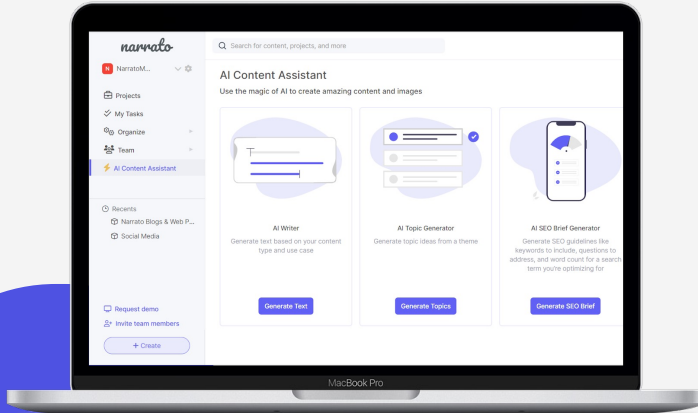 narrato
N NarratoM...
Projects
My Tasks
Organize
Team
AI Content Assistant
Recents
Narrato Blogs & Web P...
Social Media
Request demo
Invite team members
+ Create
Search for content, projects, and more
AI Content Assistant
Use the magic of AI to create amazing content and images
AI Writer
Generate text based on your content
type and use case
Generate Text
AI Topic Generator
Generate topic ideas from a theme
Generate Topics
AI SEO Brief Generator
Generate SEO guidelines like
keywords to include, questions to
address, and word count for a search
term you're optimizing for
Generate SEO Brief
MacBook Pro